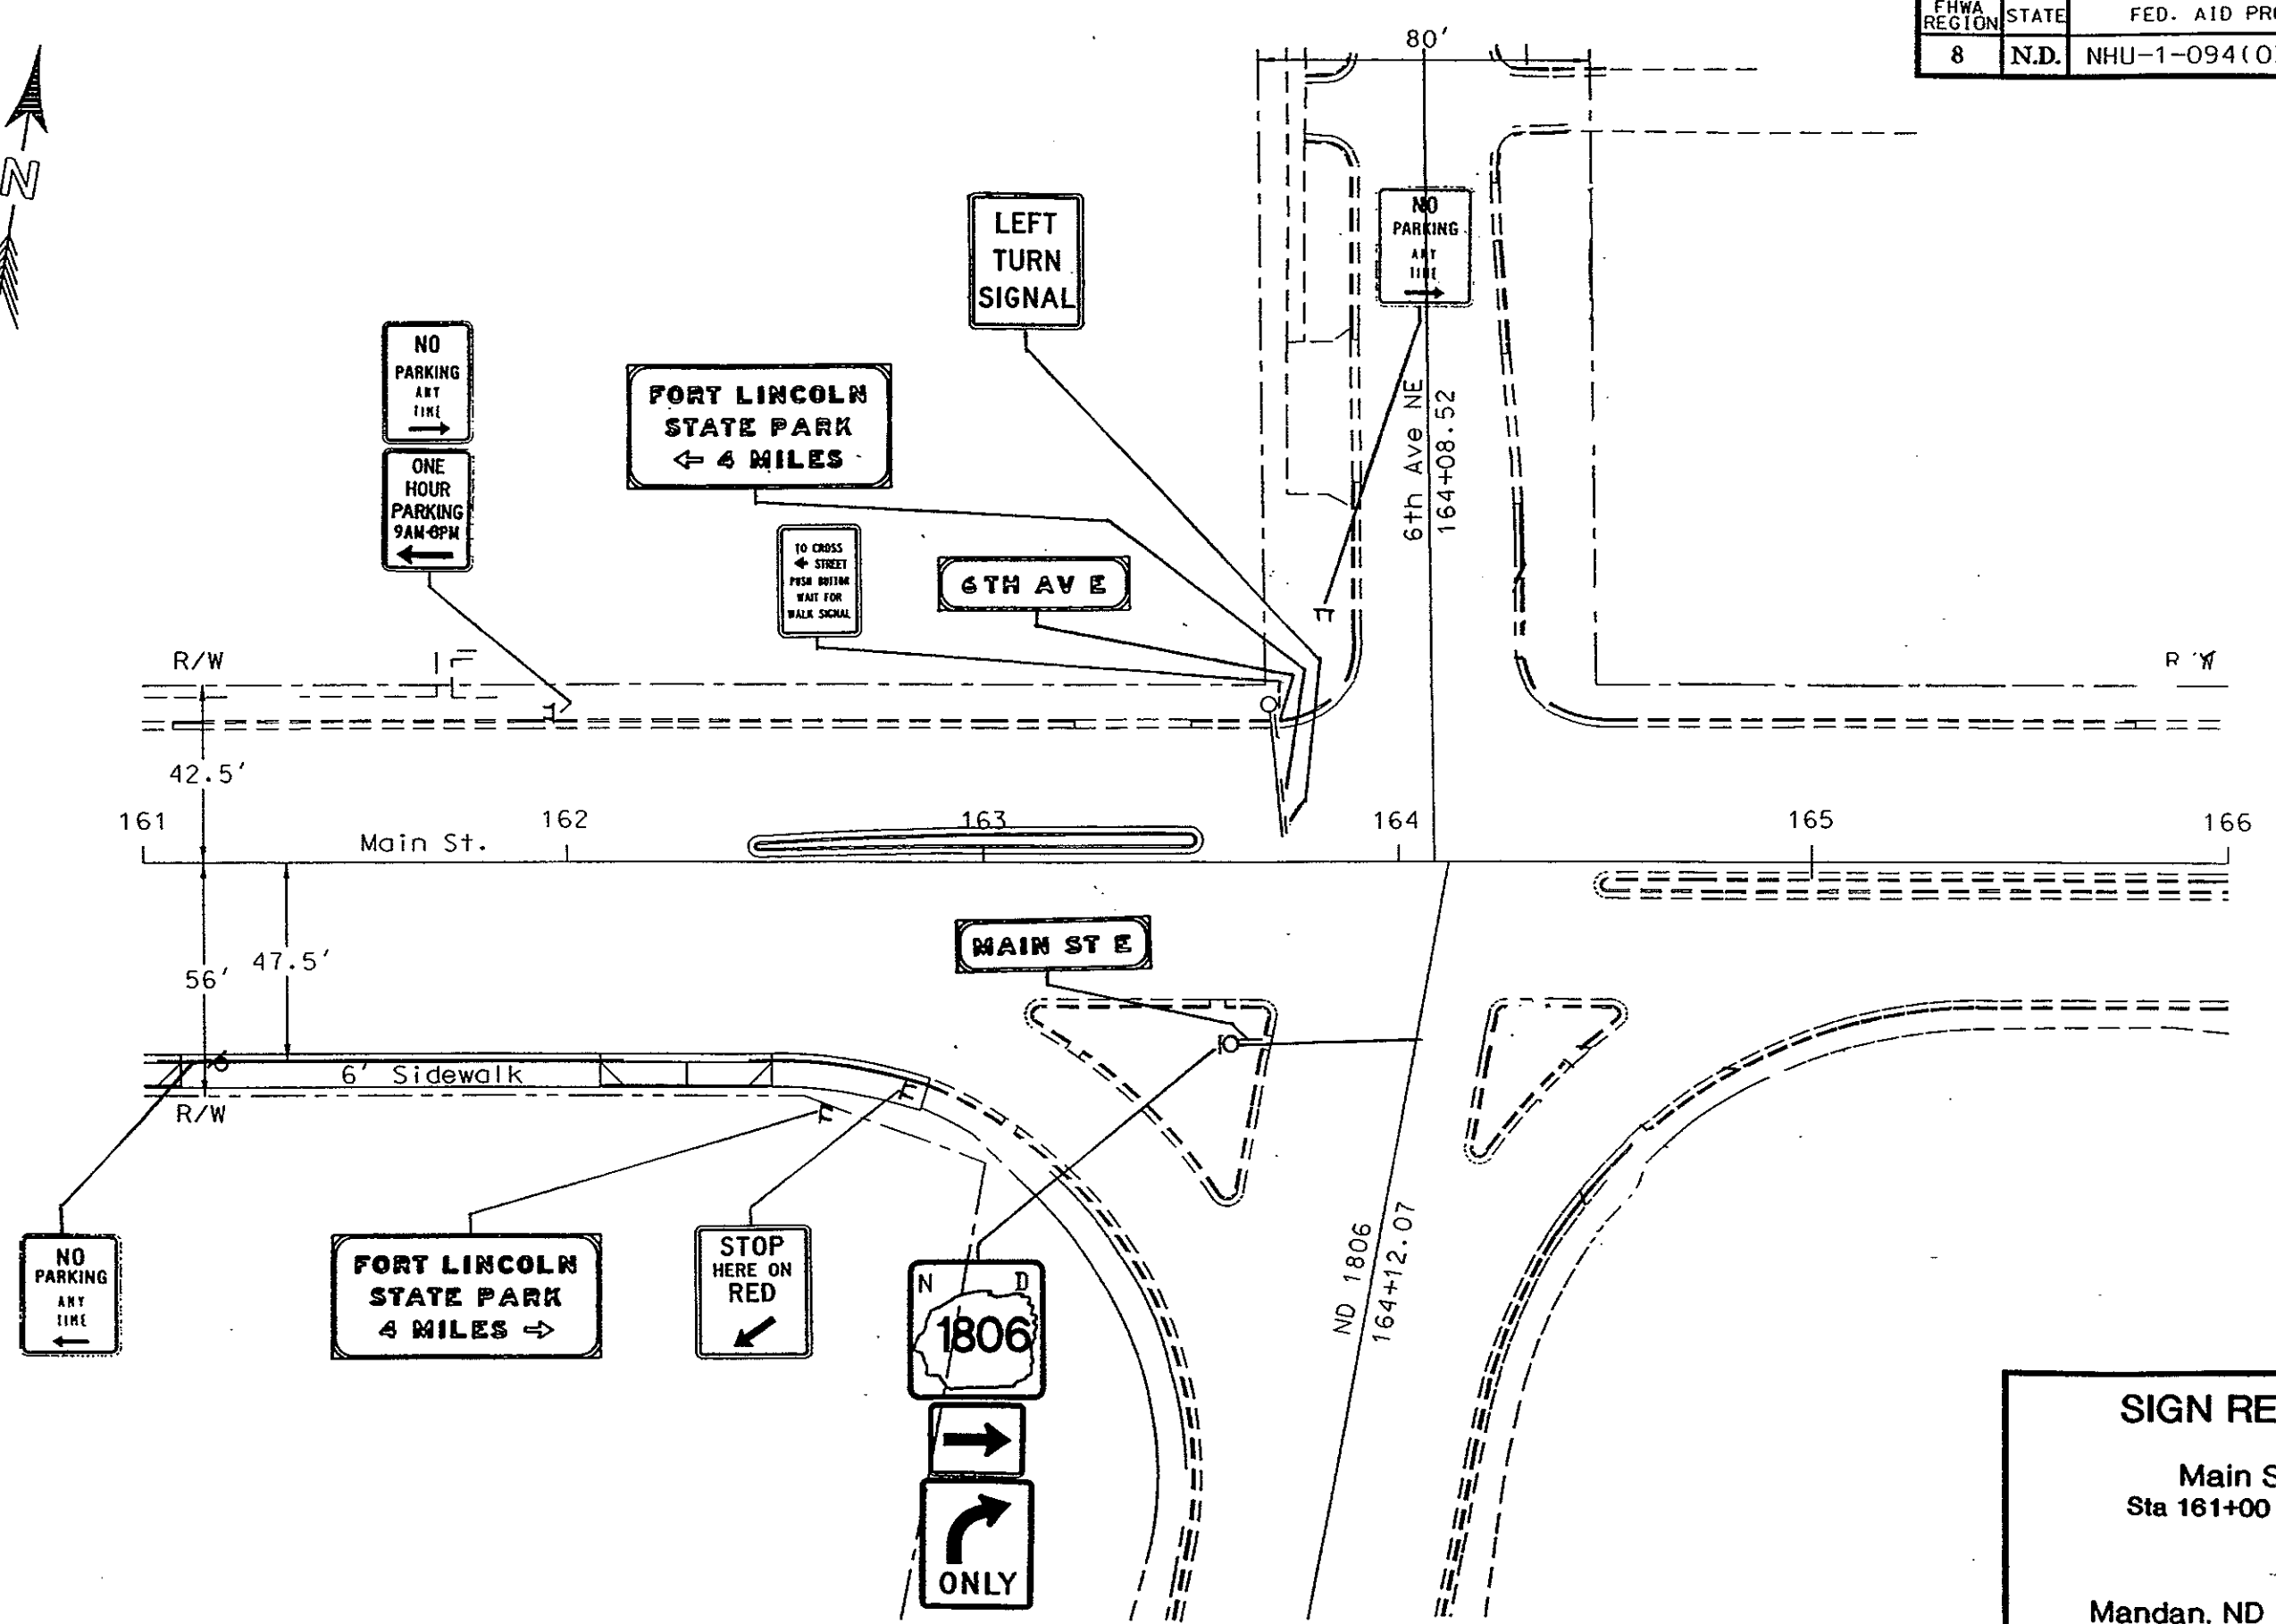 FHWA REGION STATE FED. AID PRO
8 N.D. NHU-1-094(0
80'
N
LEFT
TURN
SIGNAL
NO
PARKING
ANY
TIME
NO
PARKING
ANY
TIME
ONE
HOUR
PARKING
9AM-6PM
FORT LINCOLN
STATE PARK
4 MILES
TO CROSS
STREET
PUSH BUTTON
WAIT FOR
WALK SIGNAL
6TH AV E
6th Ave NE
164+08.52
R/W
R/W
42.5'
161
162
163
164
165
166
Main St.
56'
47.5'
MAIN ST E
6' Sidewalk
R/W
NO
PARKING
ANY
TIME
FORT LINCOLN
STATE PARK
4 MILES
STOP
HERE ON
RED
N D
1806
ONLY
ND 1806
164+12.07
SIGN RE
Main S
Sta 161+00
Mandan, ND